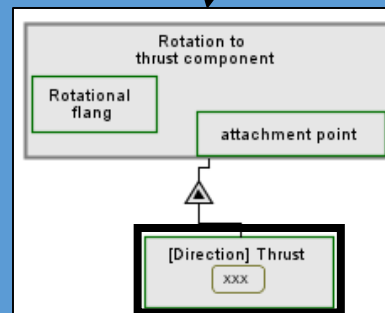 Rotation to
thrust component
Rotational
flang
attachment point
[Direction] Thrust
xxx